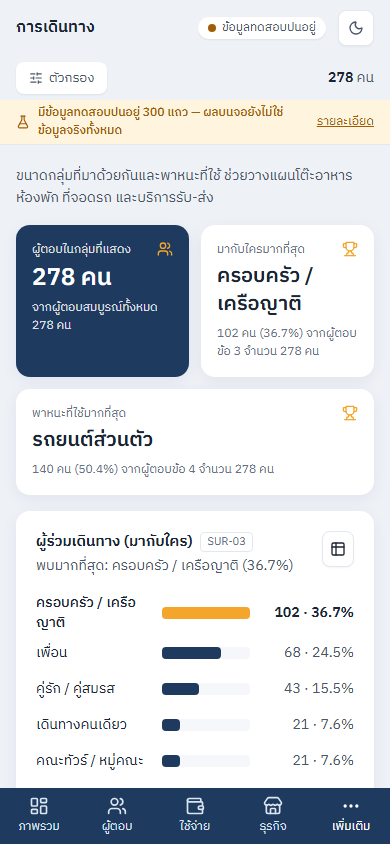 การเดินทาง
ข้อมูลทดสอบปนอยู่
ตัวกรอง
278 คน
มีข้อมูลทดสอบปนอยู่ 300 แถว — ผลบนจอยังไม่ใช่
ข้อมูลจริงทั้งหมด
รายละเอียด
ขนาดกลุ่มที่มาด้วยกันและพาหนะที่ใช้ ช่วยวางแผนโต๊ะอาหาร
ห้องพัก ที่จอดรถ และบริการรับ-ส่ง
ผู้ตอบในกลุ่มที่แสดง
278 คน
จากผู้ตอบสมบูรณ์ทั้งหมด
278 คน
มากับใครมากที่สุด
ครอบครัว /
เครือญาติ
102 คน (36.7%) จากผู้ตอบ
ข้อ 3 จำนวน 278 คน
พาหนะที่ใช้มากที่สุด
รถยนต์ส่วนตัว
140 คน (50.4%) จากผู้ตอบข้อ 4 จำนวน 278 คน
ผู้ร่วมเดินทาง (มากับใคร) SUR-03
พบมากที่สุด: ครอบครัว / เครือญาติ (36.7%)
ครอบครัว / เครือ
ญาติ
102 · 36.7%
เพื่อน 68 · 24.5%
คู่รัก / คู่สมรส 43 · 15.5%
เดินทางคนเดียว 21 · 7.6%
คณะทัวร์ / หมู่คณะ 21 · 7.6%
ภาพรวม ผู้ตอบ ใช้จ่าย ธุรกิจ เพิ่มเติม